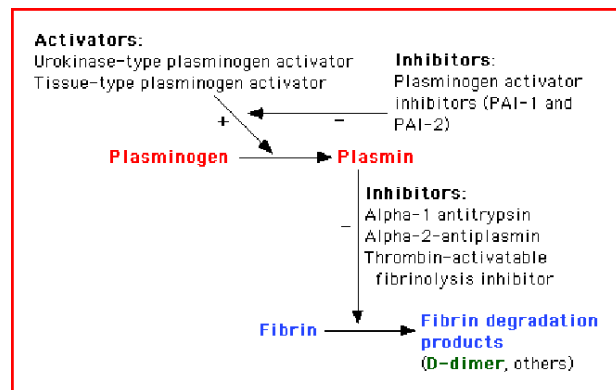 Activators:
Urokinase-type plasminogen activator
Tissue-type plasminogen activator
Inhibitors:
Plasminogen activator
inhibitors (PAI-1 and
PAI-2)
+
−
Plasminogen
Plasmin
Inhibitors:
Alpha-1 antitrypsin
Alpha-2-antiplasmin
Thrombin-activatable
fibrinolysis inhibitor
−
Fibrin
Fibrin degradation
products
(D-dimer, others)